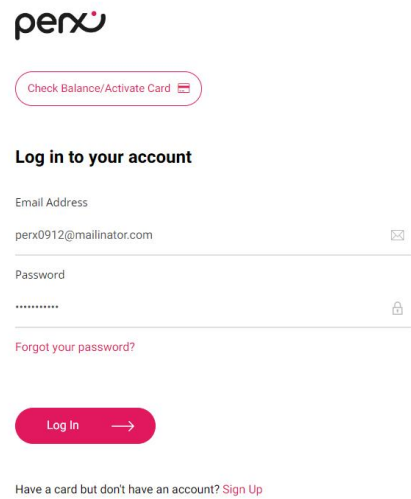 perx
Check Balance/Activate Card
Log in to your account
Email Address
perx0912@mailinator.com
Password
•••••••••••
Forgot your password?
Log In
Have a card but don't have an account? Sign Up